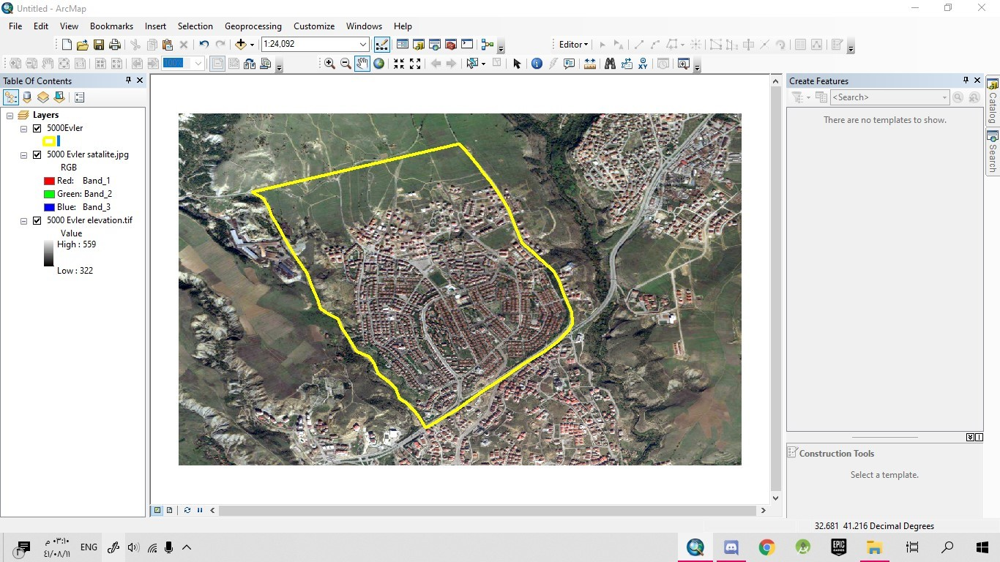 Untitled - ArcMap
File Edit View Bookmarks Insert Selection Geoprocessing Customize Windows Help
1:24,092
Editor
100%
Table Of Contents
Layers
5000Evler
5000 Evler satalite.jpg
RGB
Red: Band_1
Green: Band_2
Blue: Band_3
5000 Evler elevation.tif
Value
High : 559
Low : 322
Create Features
<Search>
There are no templates to show.
Construction Tools
Select a template.
Catalog
Search
32.681 41.216 Decimal Degrees
٠٣:١٠ م
٤١/٠٨/١١
ENG
EPIC
GAMES